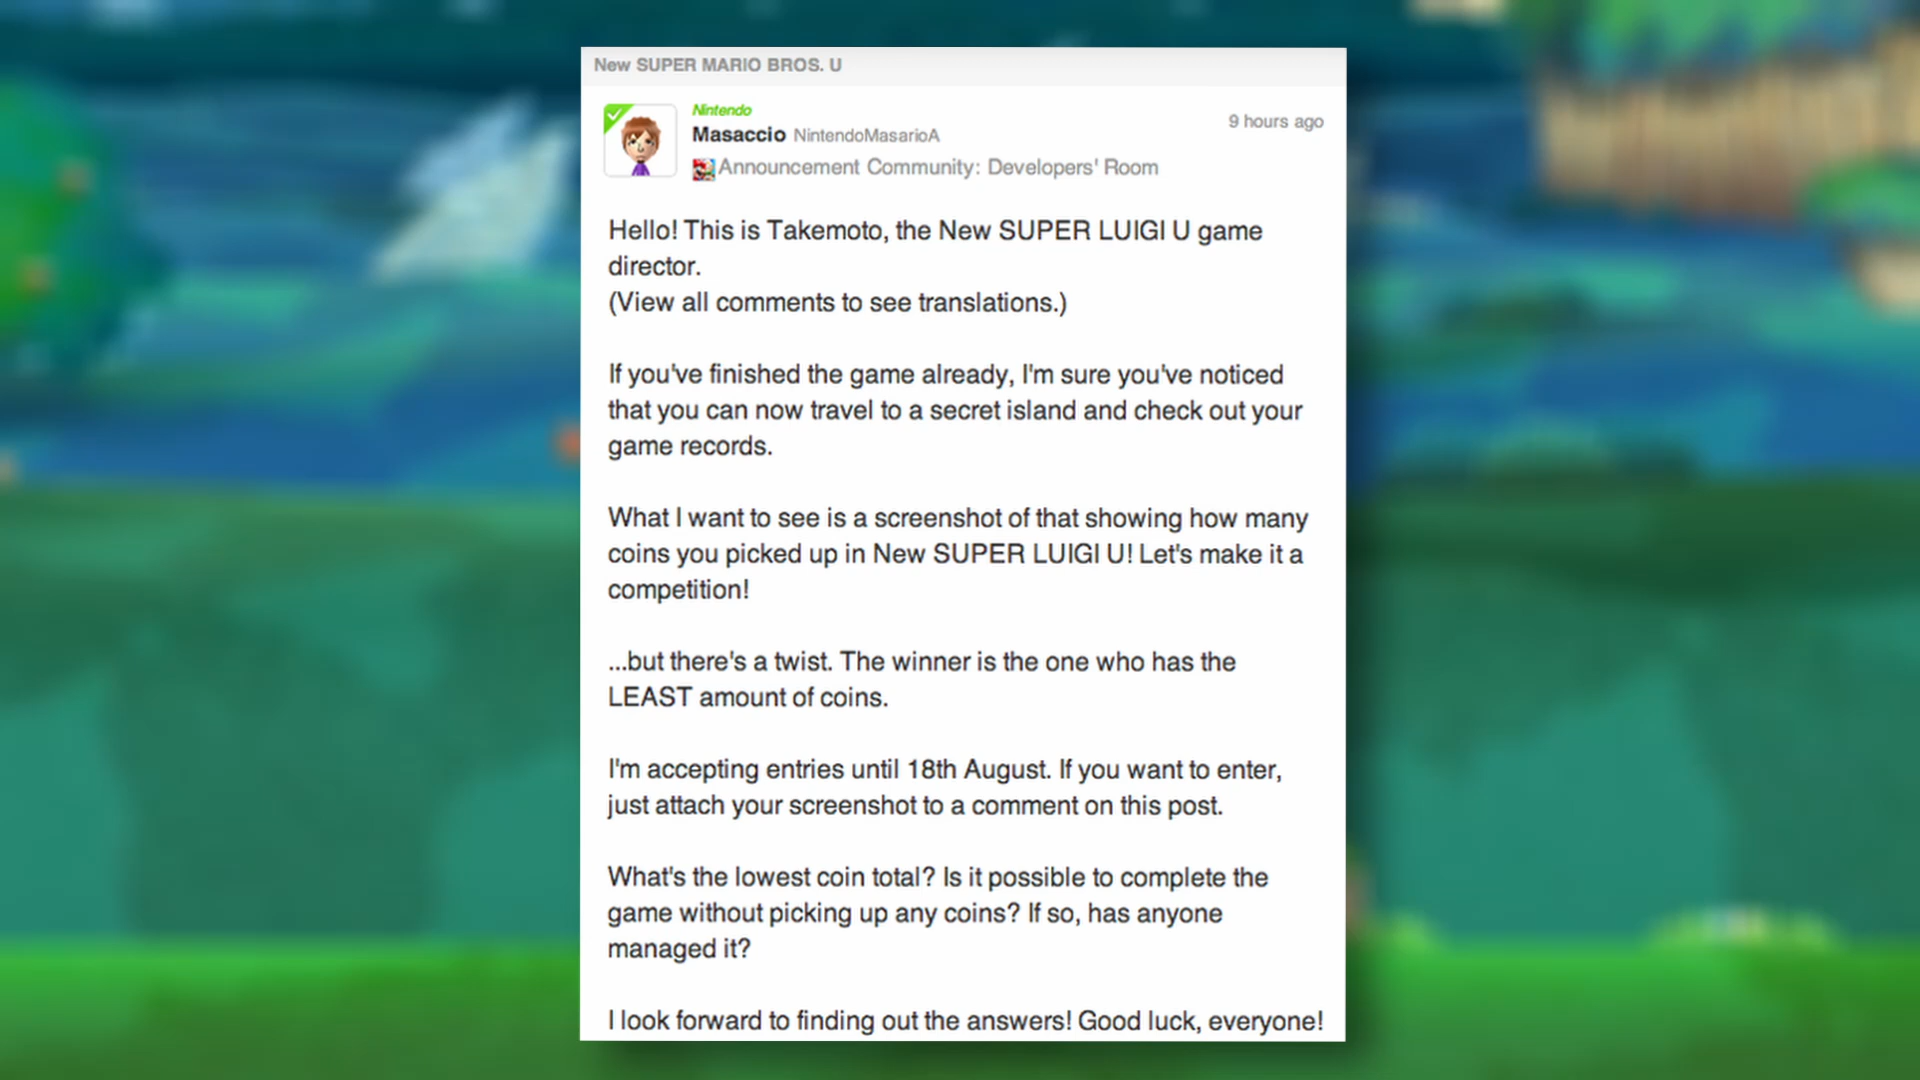 New SUPER MARIO BROS. U
Nintendo
Masaccio NintendoMasarioA
9 hours ago
Announcement Community: Developers' Room
Hello! This is Takemoto, the New SUPER LUIGI U game
director.
(View all comments to see translations.)
If you've finished the game already, I'm sure you've noticed
that you can now travel to a secret island and check out your
game records.
What I want to see is a screenshot of that showing how many
coins you picked up in New SUPER LUIGI U! Let's make it a
competition!
...but there's a twist. The winner is the one who has the
LEAST amount of coins.
I'm accepting entries until 18th August. If you want to enter,
just attach your screenshot to a comment on this post.
What's the lowest coin total? Is it possible to complete the
game without picking up any coins? If so, has anyone
managed it?
I look forward to finding out the answers! Good luck, everyone!